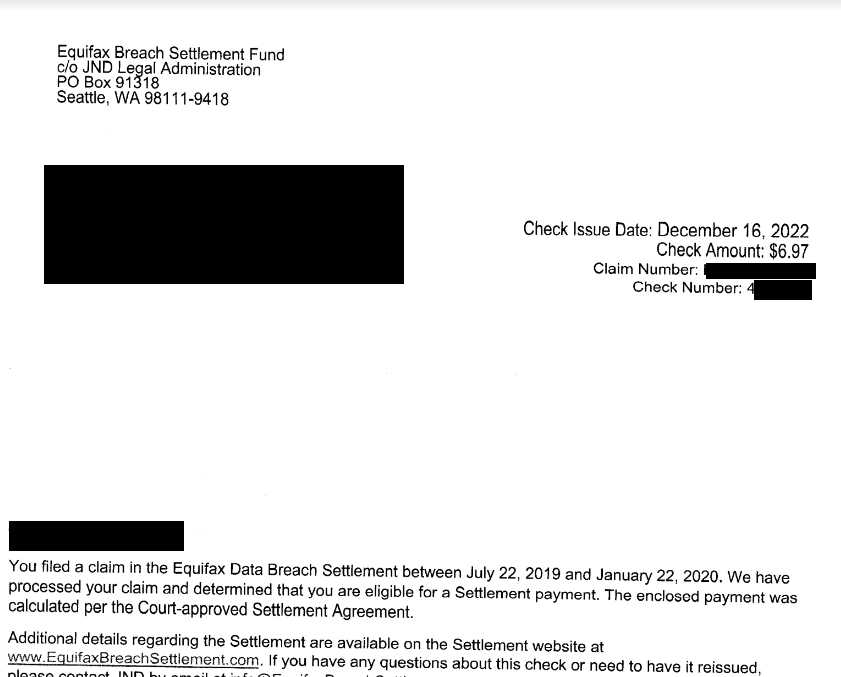 Equifax Breach Settlement Fund
c/o JND Legal Administration
PO Box 91318
Seattle, WA 98111-9418
Check Issue Date: December 16, 2022
Check Amount: $6.97
Claim Number:
Check Number: 4
You filed a claim in the Equifax Data Breach Settlement between July 22, 2019 and January 22, 2020. We have
processed your claim and determined that you are eligible for a Settlement payment. The enclosed payment was
calculated per the Court-approved Settlement Agreement.
Additional details regarding the Settlement are available on the Settlement website at
www.EquifaxBreachSettlement.com. If you have any questions about this check or need to have it reissued,
please contact JND by email at